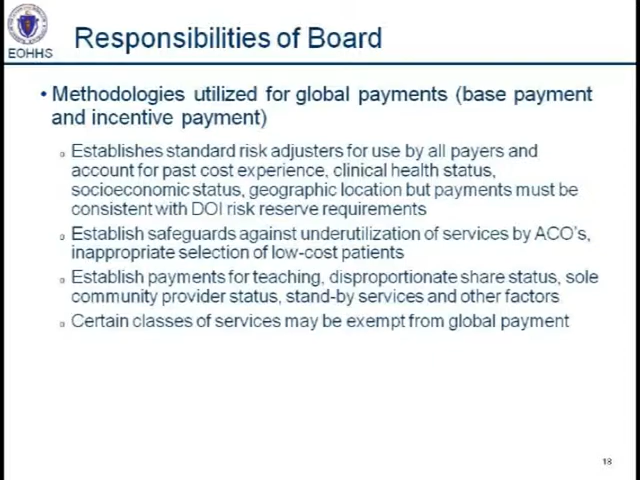 EOHHS
Responsibilities of Board
• Methodologies utilized for global payments (base payment
and incentive payment)
o Establishes standard risk adjusters for use by all payers and
account for past cost experience, clinical health status,
socioeconomic status, geographic location but payments must be
consistent with DOI risk reserve requirements
o Establish safeguards against underutilization of services by ACO's,
inappropriate selection of low-cost patients
o Establish payments for teaching, disproportionate share status, sole
community provider status, stand-by services and other factors
o Certain classes of services may be exempt from global payment
18